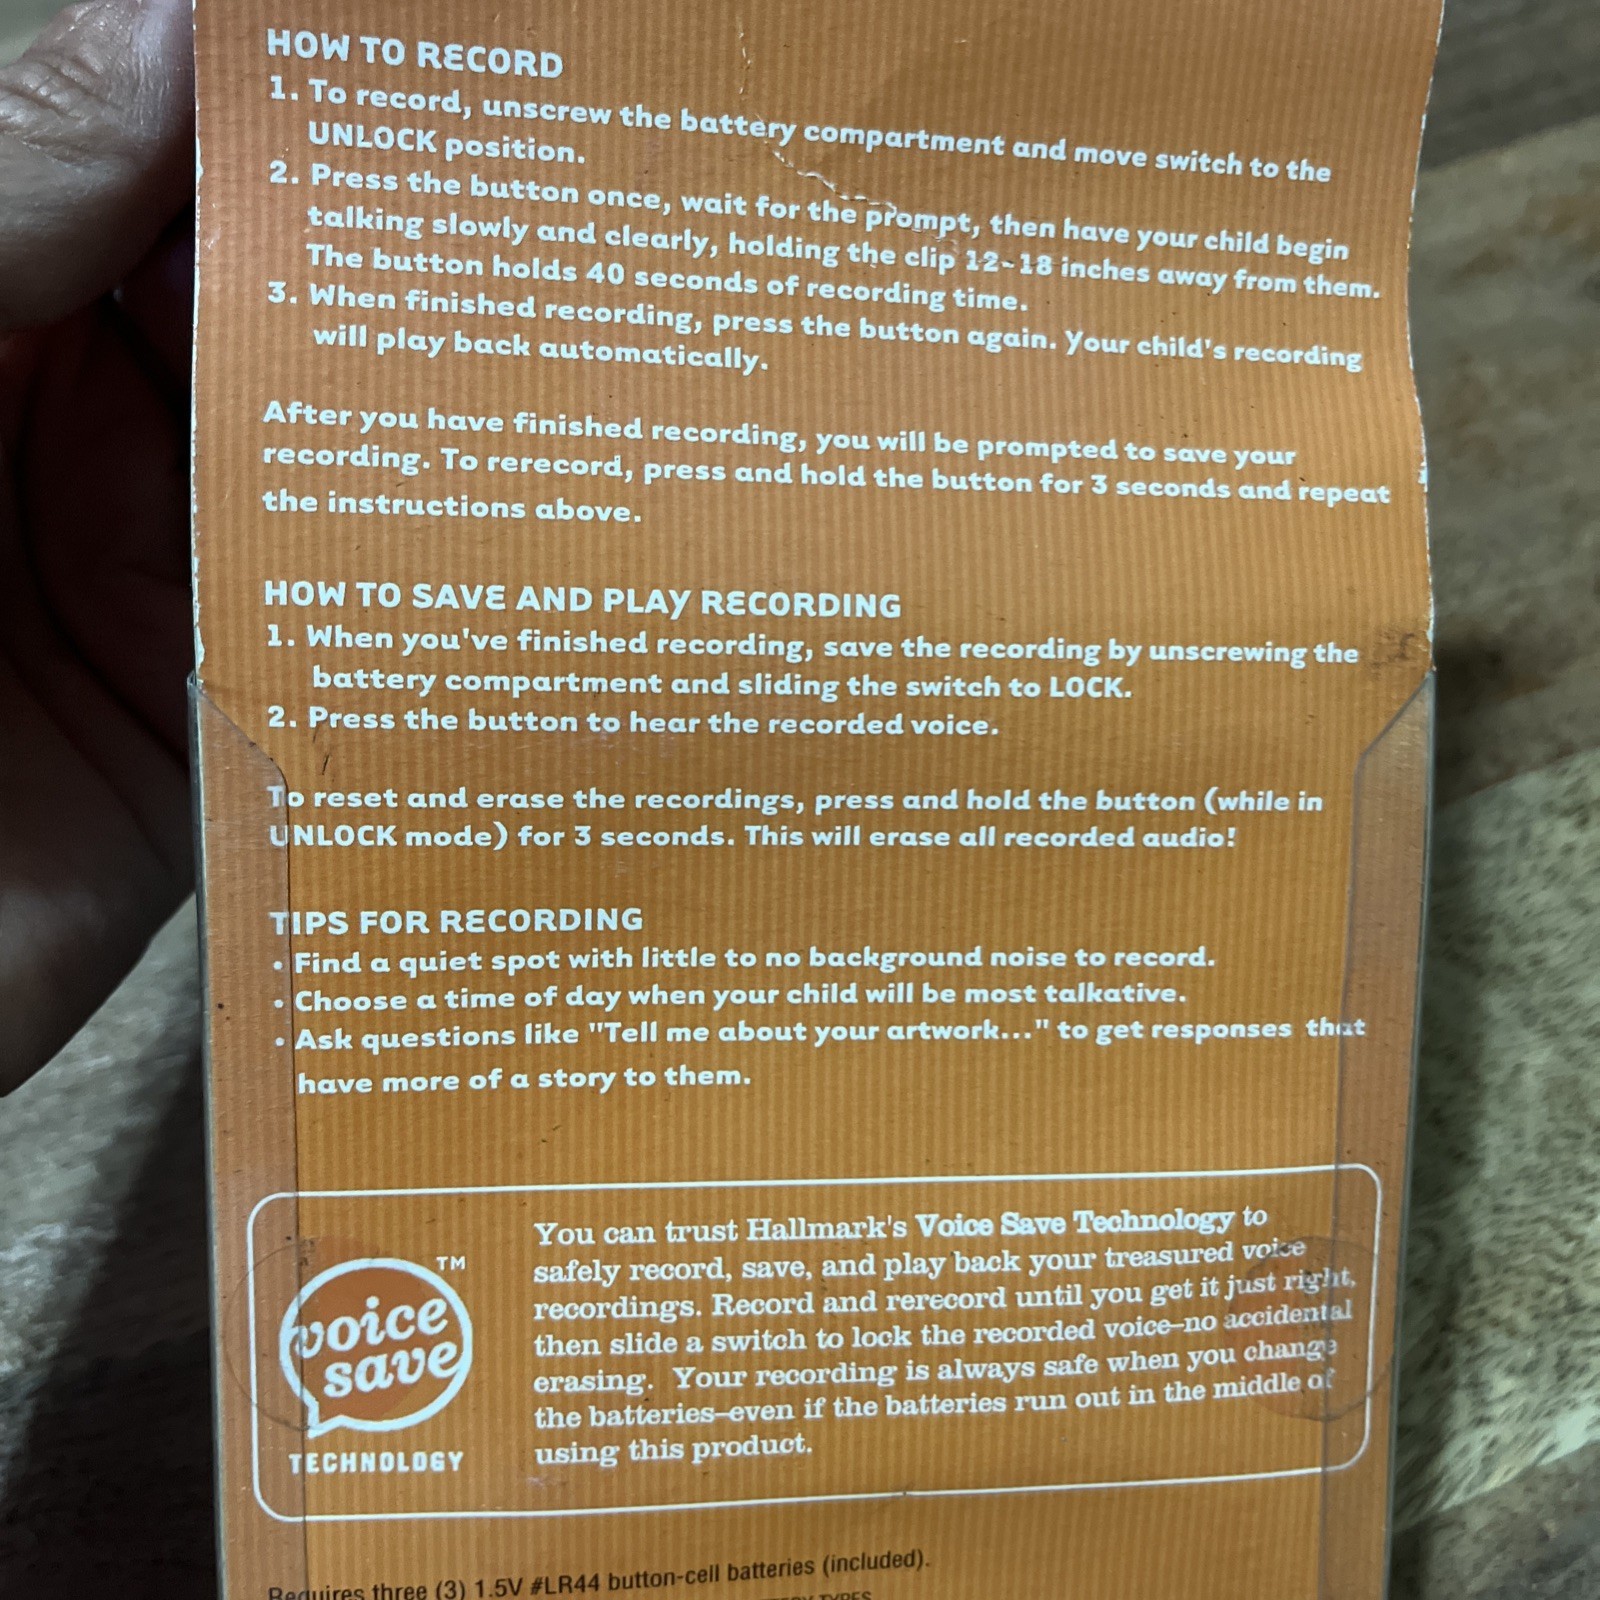 HOW TO RECORD
1. To record, unscrew the battery compartment and move switch to the
UNLOCK position.
2. Press the button once, wait for the prompt, then have your child begin
talking slowly and clearly, holding the clip 12-18 inches away from them.
The button holds 40 seconds of recording time.
3. When finished recording, press the button again. Your child's recording
will play back automatically.
After you have finished recording, you will be prompted to save your
recording. To rerecord, press and hold the button for 3 seconds and repeat
the instructions above.
HOW TO SAVE AND PLAY RECORDING
1. When you've finished recording, save the recording by unscrewing the
battery compartment and sliding the switch to LOCK.
2. Press the button to hear the recorded voice.
To reset and erase the recordings, press and hold the button (while in
UNLOCK mode) for 3 seconds. This will erase all recorded audio!
TIPS FOR RECORDING
• Find a quiet spot with little to no background noise to record.
• Choose a time of day when your child will be most talkative.
• Ask questions like "Tell me about your artwork..." to get responses that
have more of a story to them.
voice
save
TM
TECHNOLOGY
You can trust Hallmark's Voice Save Technology to
safely record, save, and play back your treasured voice
recordings. Record and rerecord until you get it just right,
then slide a switch to lock the recorded voice–no accidental
erasing. Your recording is always safe when you change
the batteries–even if the batteries run out in the middle of
using this product.
Requires three (3) 1.5V #LR44 button-cell batteries (included).
TYPES